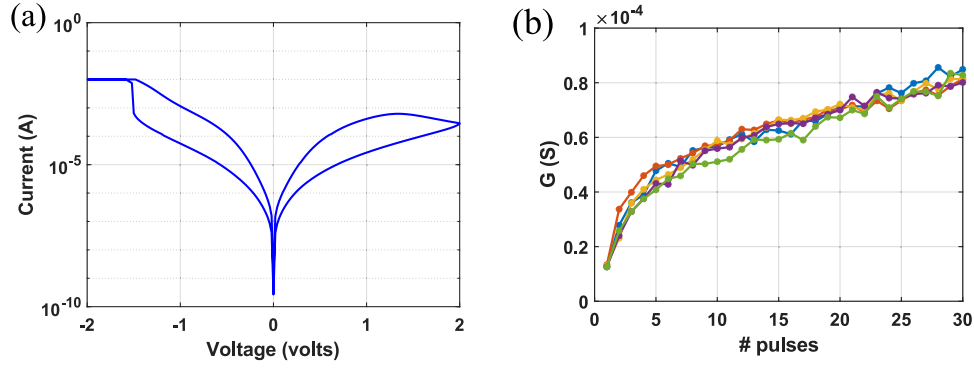 (a)
Current (A)
10^0
10^-5
10^-10
-2 -1 0 1 2
Voltage (volts)
(b)
×10^-4
G (S)
1
0.8
0.6
0.4
0.2
0
0 5 10 15 20 25 30
# pulses